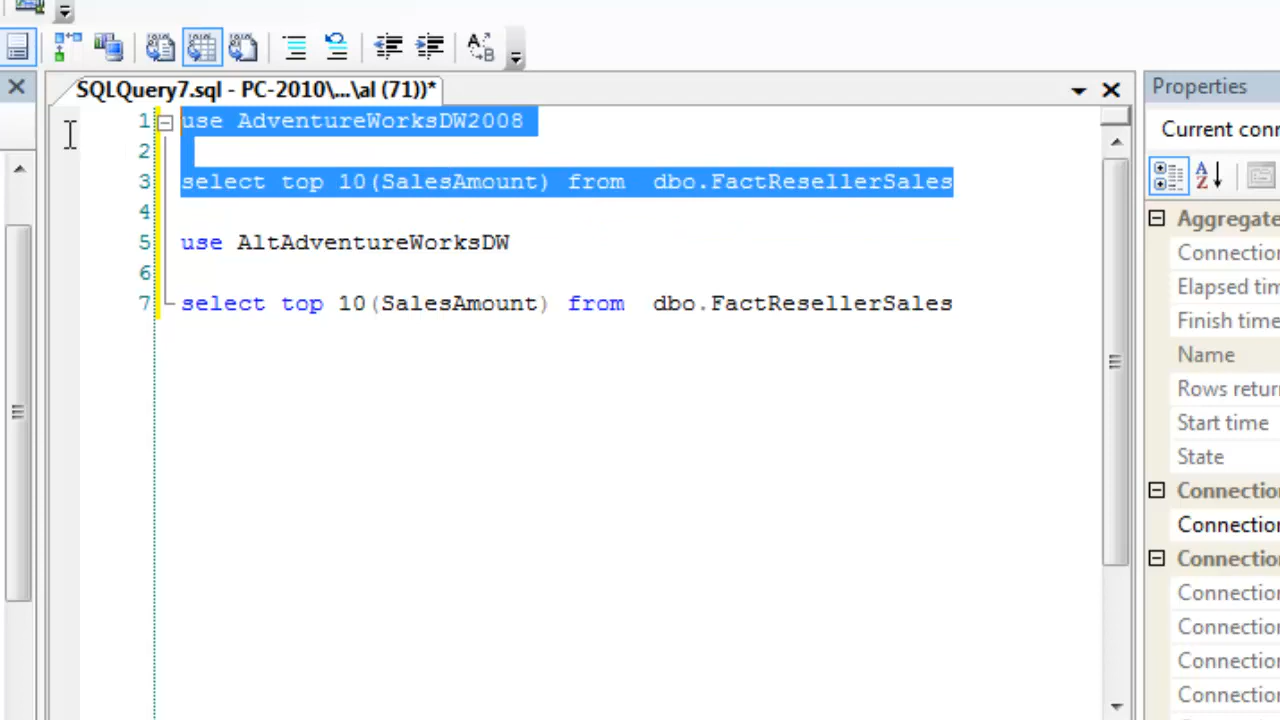 SQLQuery7.sql - PC-2010\...\al (71))*
1 use AdventureWorksDW2008
2
3 select top 10(SalesAmount) from  dbo.FactResellerSales
4
5 use AltAdventureWorksDW
6
7 select top 10(SalesAmount) from  dbo.FactResellerSales
Properties
Current conn
A
Z
Aggregate
Connection
Elapsed tim
Finish time
Name
Rows return
Start time
State
Connection
Connection
Connection
Connection
Connection
Connection
Connection